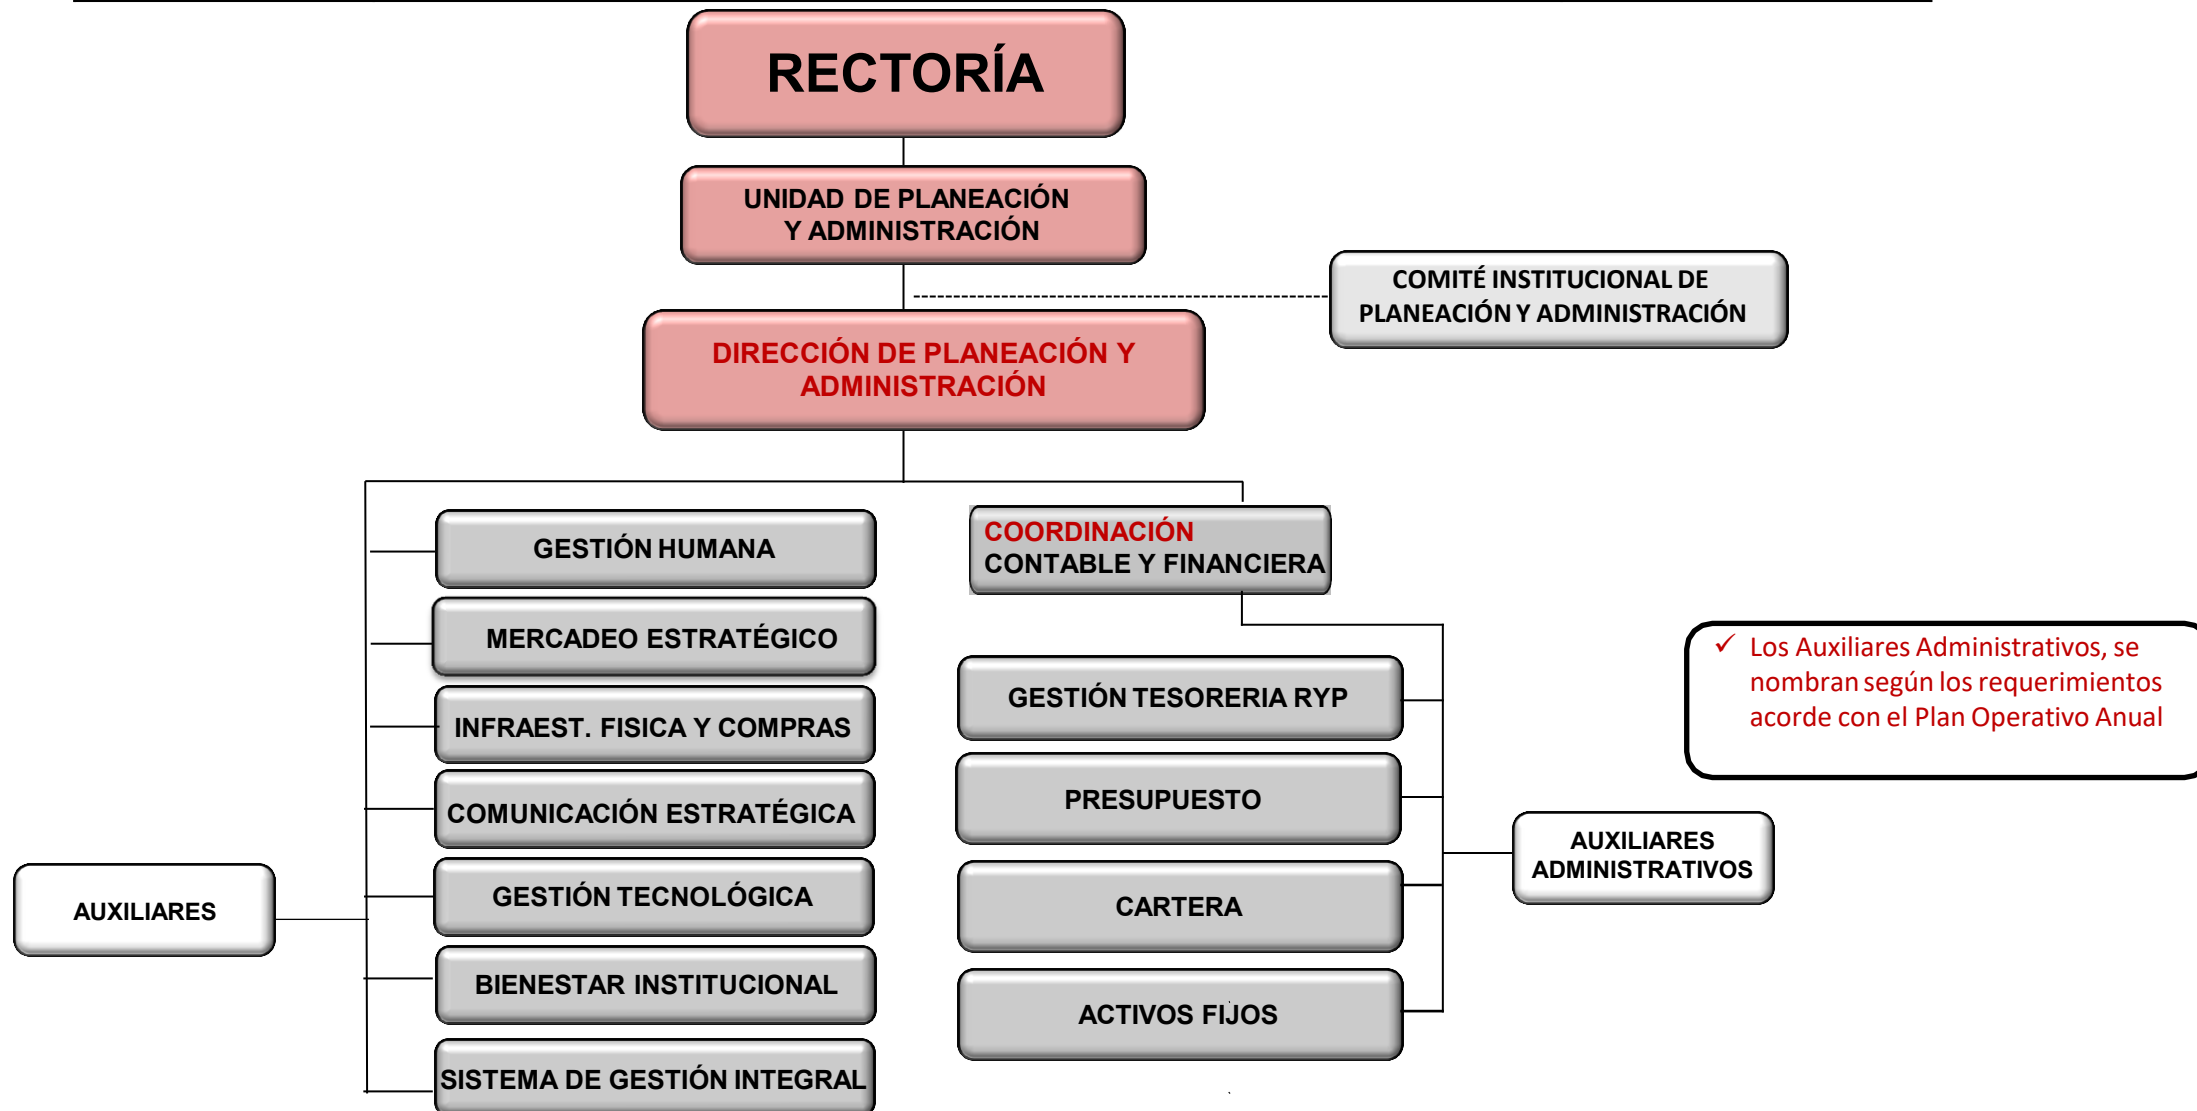 RECTORÍA
UNIDAD DE PLANEACIÓN
Y ADMINISTRACIÓN
COMITÉ INSTITUCIONAL DE
PLANEACIÓN Y ADMINISTRACIÓN
DIRECCIÓN DE PLANEACIÓN Y
ADMINISTRACIÓN
GESTIÓN HUMANA
MERCADEO ESTRATÉGICO
INFRAEST. FISICA Y COMPRAS
COMUNICACIÓN ESTRATÉGICA
GESTIÓN TECNOLÓGICA
BIENESTAR INSTITUCIONAL
SISTEMA DE GESTIÓN INTEGRAL
AUXILIARES
COORDINACIÓN
CONTABLE Y FINANCIERA
GESTIÓN TESORERIA RYP
PRESUPUESTO
CARTERA
ACTIVOS FIJOS
AUXILIARES
ADMINISTRATIVOS
✓ Los Auxiliares Administrativos, se
nombran según los requerimientos
acorde con el Plan Operativo Anual